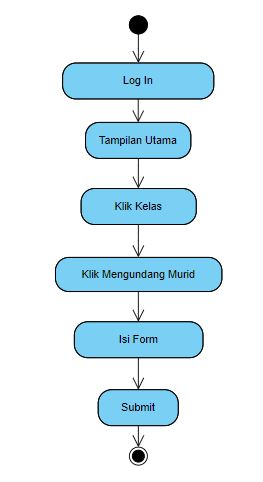 Log In
Tampilan Utama
Klik Kelas
Klik Mengundang Murid
Isi Form
Submit